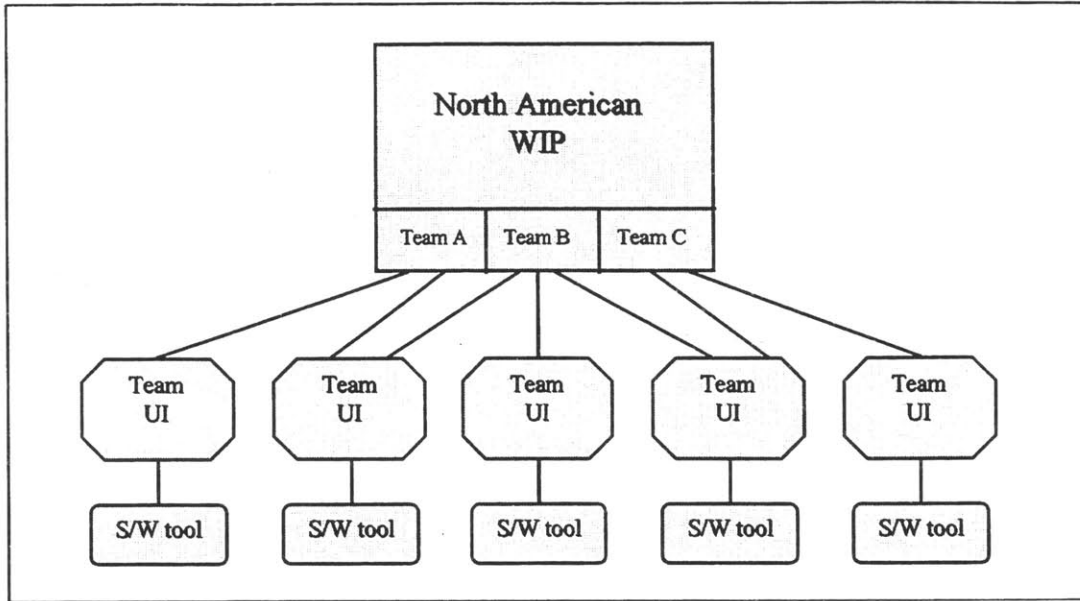 North American
WIP
Team A
Team B
Team C
Team
UI
Team
UI
Team
UI
Team
UI
Team
UI
S/W tool
S/W tool
S/W tool
S/W tool
S/W tool